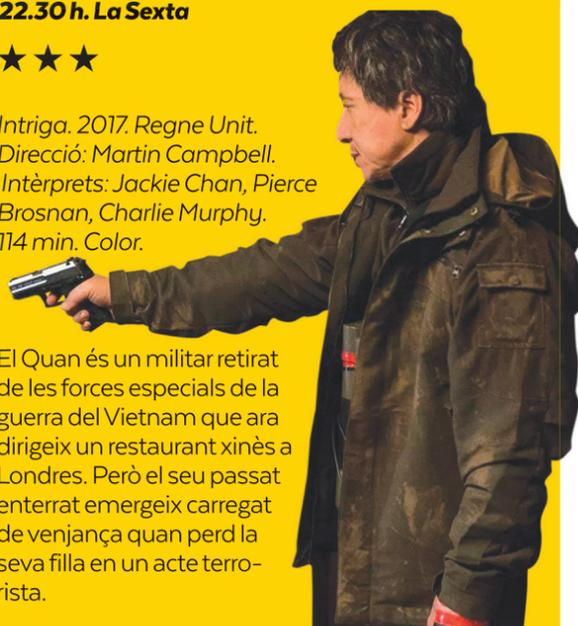 22.30 h. La Sexta
★★★
Intriga. 2017. Regne Unit.
Direcció: Martin Campbell.
Intèrprets: Jackie Chan, Pierce
Brosnan, Charlie Murphy.
114 min. Color.
El Quan és un militar retirat
de les forces especials de la
guerra del Vietnam que ara
dirigeix un restaurant xinès a
Londres. Però el seu passat
enterrat emergeix carregat
de venjança quan perd la
seva filla en un acte terro-
rista.